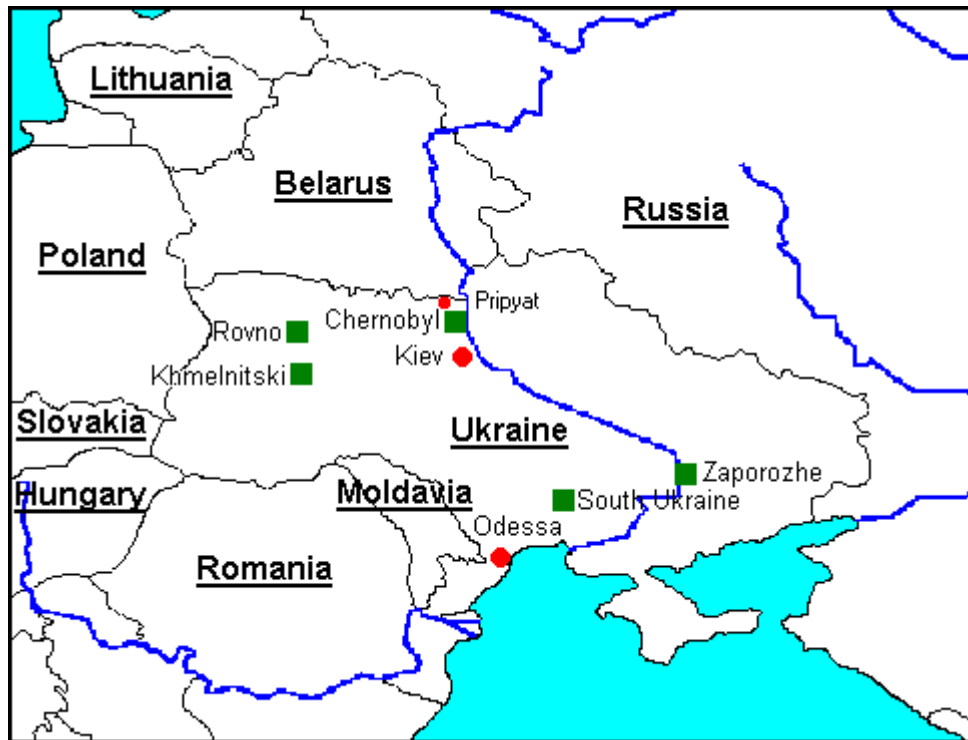 Lithuania
Belarus
Russia
Poland
Pripyat
Chernobyl
Rovno
Kiev
Khmelnitski
Slovakia
Ukraine
Hungary
Moldavia
Zaporozhe
South Ukraine
Odessa
Romania